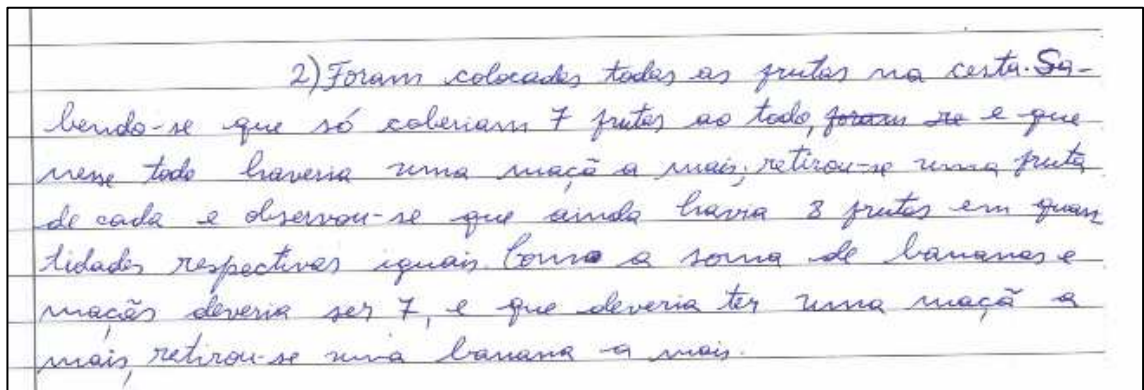 2) Foram colocadas todas as frutas na cesta. Sa-
bendo-se que só caberiam 7 frutas ao todo, foram re e que
nesse todo haveria uma maçã a mais; retirou-se uma fruta
de cada e observou-se que ainda havia 8 frutas em quan
tidades respectivas iguais. Como a soma de bananas e
maçãs deveria ser 7, e que deveria ter uma maçã a
mais, retirou-se uma banana a mais.